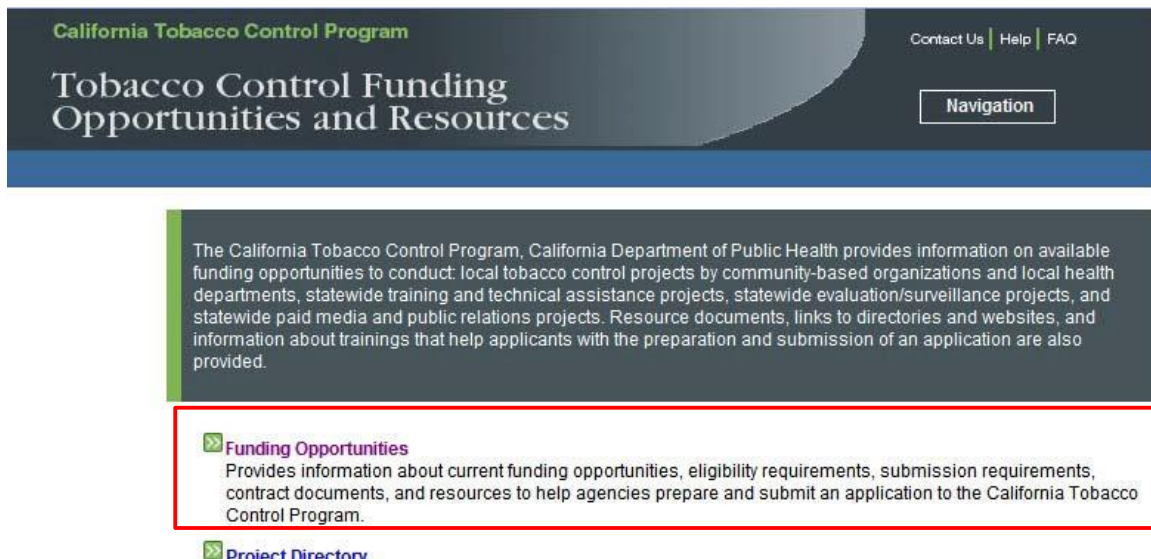 California Tobacco Control Program
Contact Us | Help | FAQ
Tobacco Control Funding
Opportunities and Resources
Navigation
The California Tobacco Control Program, California Department of Public Health provides information on available
funding opportunities to conduct: local tobacco control projects by community-based organizations and local health
departments, statewide training and technical assistance projects, statewide evaluation/surveillance projects, and
statewide paid media and public relations projects. Resource documents, links to directories and websites, and
information about trainings that help applicants with the preparation and submission of an application are also
provided.
Funding Opportunities
Provides information about current funding opportunities, eligibility requirements, submission requirements,
contract documents, and resources to help agencies prepare and submit an application to the California Tobacco
Control Program.
Project Directory